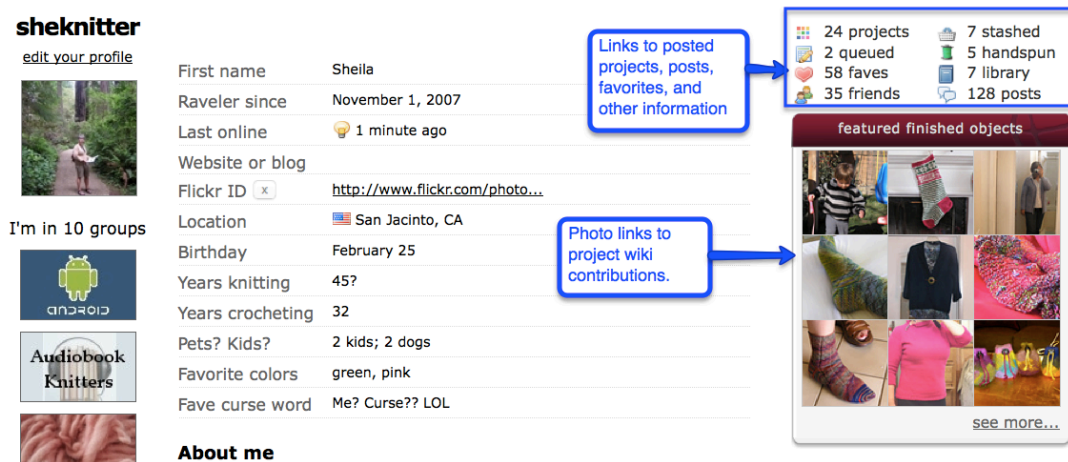 sheknitter
edit your profile
I'm in 10 groups
ANDROID
Audiobook
Knitters
First name Sheila
Raveler since November 1, 2007
Last online 1 minute ago
Website or blog
Flickr ID x http://www.flickr.com/photo...
Location San Jacinto, CA
Birthday February 25
Years knitting 45?
Years crocheting 32
Pets? Kids? 2 kids; 2 dogs
Favorite colors green, pink
Fave curse word Me? Curse?? LOL
About me
Links to posted
projects, posts,
favorites, and
other information
Photo links to
project wiki
contributions.
24 projects 7 stashed
2 queued 5 handspun
58 faves 7 library
35 friends 128 posts
featured finished objects
see more...